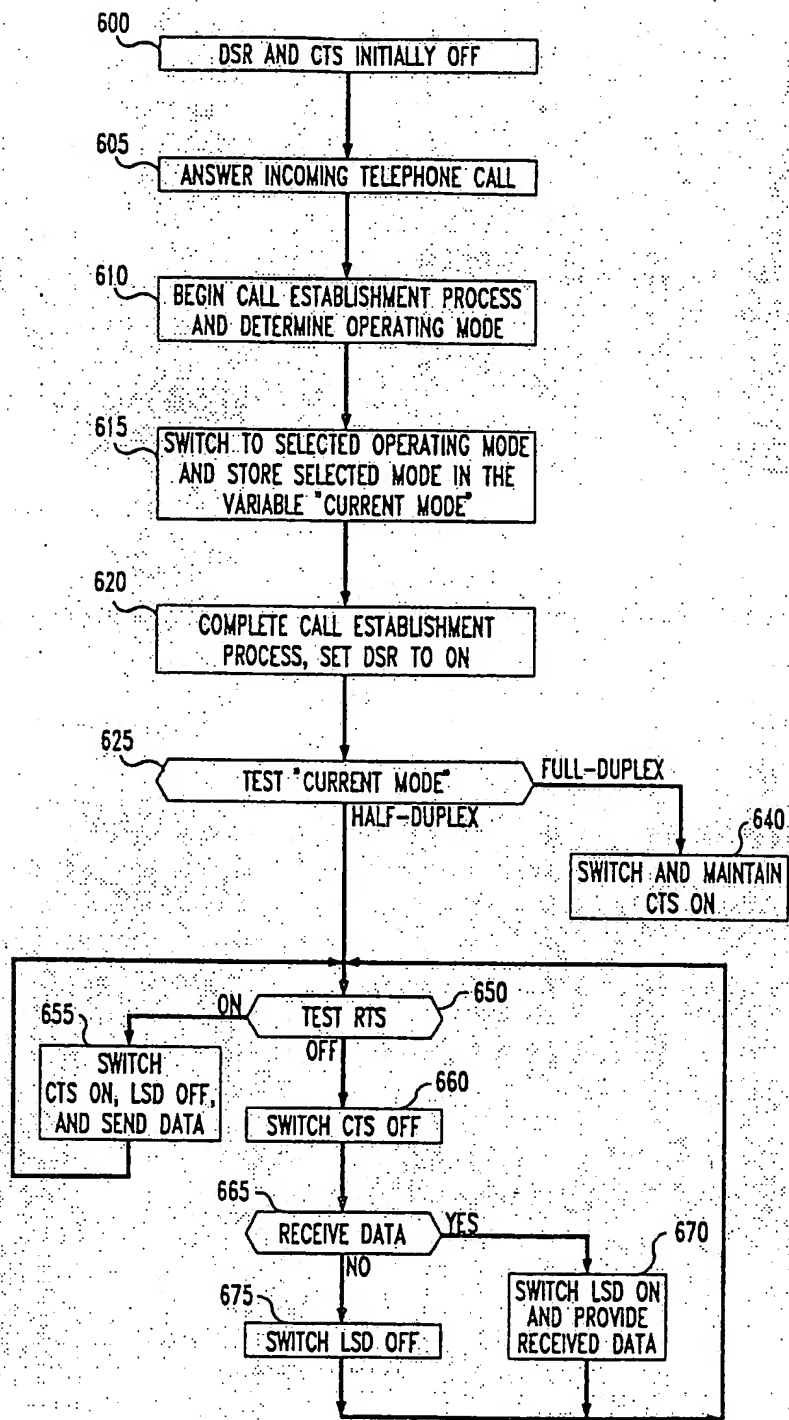 600
DSR AND CTS INITIALLY OFF
605
ANSWER INCOMING TELEPHONE CALL
610
BEGIN CALL ESTABLISHMENT PROCESS
AND DETERMINE OPERATING MODE
615
SWITCH TO SELECTED OPERATING MODE
AND STORE SELECTED MODE IN THE
VARIABLE "CURRENT MODE"
620
COMPLETE CALL ESTABLISHMENT
PROCESS, SET DSR TO ON
625
TEST "CURRENT MODE"
FULL-DUPLEX
HALF-DUPLEX
640
SWITCH AND MAINTAIN
CTS ON
650
TEST RTS
ON
OFF
655
SWITCH
CTS ON, LSD OFF,
AND SEND DATA
660
SWITCH CTS OFF
665
RECEIVE DATA
YES
NO
670
SWITCH LSD ON
AND PROVIDE
RECEIVED DATA
675
SWITCH LSD OFF